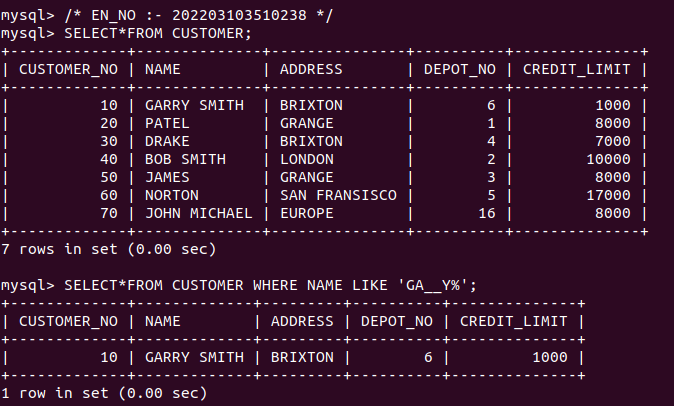 mysql> /* EN_NO :- 202203103510238 */
mysql> SELECT*FROM CUSTOMER;
+-------------+--------------+----------------+----------+--------------+
| CUSTOMER_NO | NAME         | ADDRESS        | DEPOT_NO | CREDIT_LIMIT |
+-------------+--------------+----------------+----------+--------------+
|          10 | GARRY SMITH  | BRIXTON        |        6 |         1000 |
|          20 | PATEL        | GRANGE         |        1 |         8000 |
|          30 | DRAKE        | BRIXTON        |        4 |         7000 |
|          40 | BOB SMITH    | LONDON         |        2 |        10000 |
|          50 | JAMES        | GRANGE         |        3 |         8000 |
|          60 | NORTON       | SAN FRANSISCO  |        5 |        17000 |
|          70 | JOHN MICHAEL | EUROPE         |       16 |         8000 |
+-------------+--------------+----------------+----------+--------------+
7 rows in set (0.00 sec)
mysql> SELECT*FROM CUSTOMER WHERE NAME LIKE 'GA__Y%';
+-------------+-------------+---------+----------+--------------+
| CUSTOMER_NO | NAME        | ADDRESS | DEPOT_NO | CREDIT_LIMIT |
+-------------+-------------+---------+----------+--------------+
|          10 | GARRY SMITH | BRIXTON |        6 |         1000 |
+-------------+-------------+---------+----------+--------------+
1 row in set (0.00 sec)